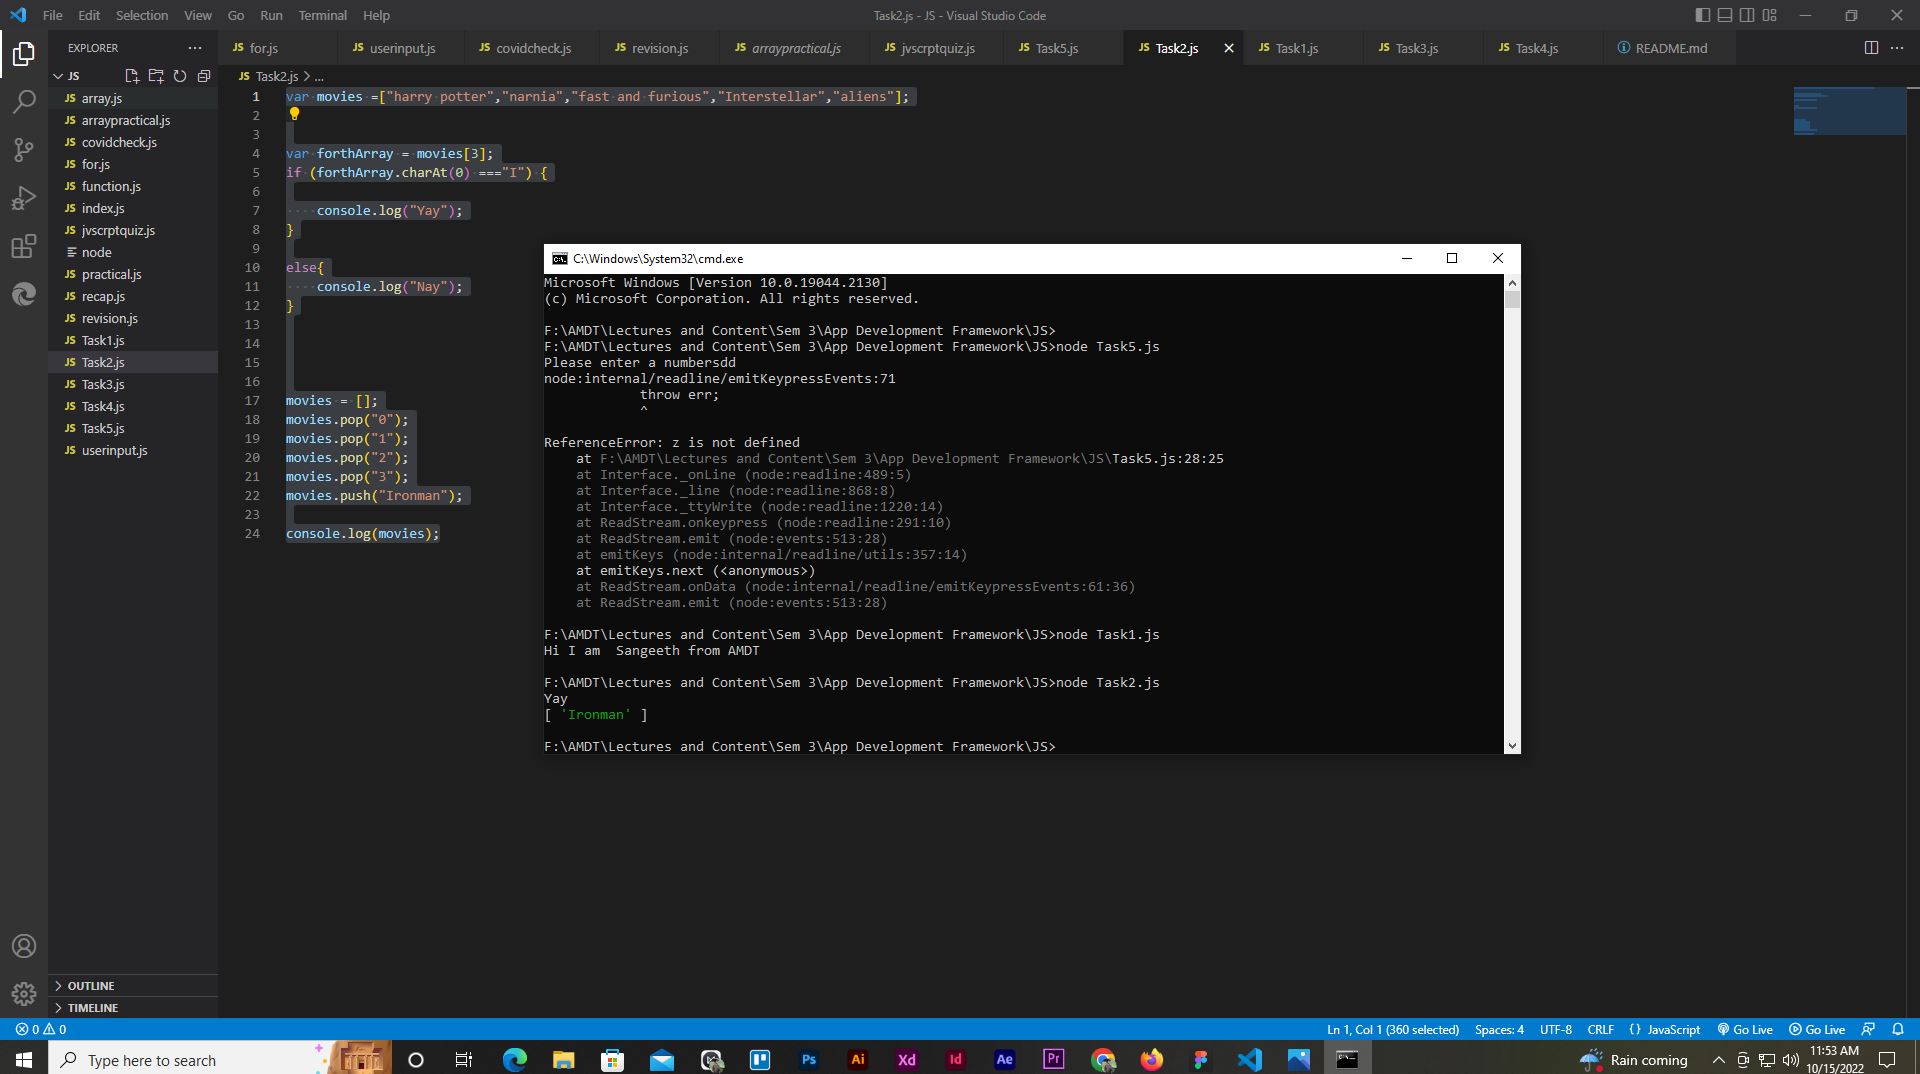 File Edit Selection View Go Run Terminal Help
Task2.js - JS - Visual Studio Code
EXPLORER
JS for.js
JS userinput.js
JS covidcheck.js
JS revision.js
JS arraypractical.js
JS jvscrptquiz.js
JS Task5.js
JS Task2.js
JS Task1.js
JS Task3.js
JS Task4.js
README.md
JS
JS Task2.js > ...
JS array.js
JS arraypractical.js
JS covidcheck.js
JS for.js
JS function.js
JS index.js
JS jvscrptquiz.js
node
JS practical.js
JS recap.js
JS revision.js
JS Task1.js
JS Task2.js
JS Task3.js
JS Task4.js
JS Task5.js
JS userinput.js
OUTLINE
TIMELINE
1 var movies =["harry potter","narnia","fast and furious","Interstellar","aliens"];
2
3
4 var forthArray = movies[3];
5 if (forthArray.charAt(0) ==="I") {
6
7 console.log("Yay");
8 }
9
10 else{
11 console.log("Nay");
12 }
13
14
15
16
17 movies = [];
18 movies.pop("0");
19 movies.pop("1");
20 movies.pop("2");
21 movies.pop("3");
22 movies.push("Ironman");
23
24 console.log(movies);
C:\Windows\System32\cmd.exe
Microsoft Windows [Version 10.0.19044.2130]
(c) Microsoft Corporation. All rights reserved.
F:\AMDT\Lectures and Content\Sem 3\App Development Framework\JS>
F:\AMDT\Lectures and Content\Sem 3\App Development Framework\JS>node Task5.js
Please enter a numbersdd
node:internal/readline/emitKeypressEvents:71
throw err;
^
ReferenceError: z is not defined
at F:\AMDT\Lectures and Content\Sem 3\App Development Framework\JS\Task5.js:28:25
at Interface._onLine (node:readline:489:5)
at Interface._line (node:readline:868:8)
at Interface._ttyWrite (node:readline:1220:14)
at ReadStream.onkeypress (node:readline:291:10)
at ReadStream.emit (node:events:513:28)
at emitKeys (node:internal/readline/utils:357:14)
at emitKeys.next (<anonymous>)
at ReadStream.onData (node:internal/readline/emitKeypressEvents:61:36)
at ReadStream.emit (node:events:513:28)
F:\AMDT\Lectures and Content\Sem 3\App Development Framework\JS>node Task1.js
Hi I am  Sangeeth from AMDT
F:\AMDT\Lectures and Content\Sem 3\App Development Framework\JS>node Task2.js
Yay
[ 'Ironman' ]
F:\AMDT\Lectures and Content\Sem 3\App Development Framework\JS>
0 0
Ln 1, Col 1 (360 selected) Spaces: 4 UTF-8 CRLF {} JavaScript Go Live Go Live
Type here to search
Ps Ai Xd Id Ae Pr
Rain coming
11:53 AM
10/15/2022